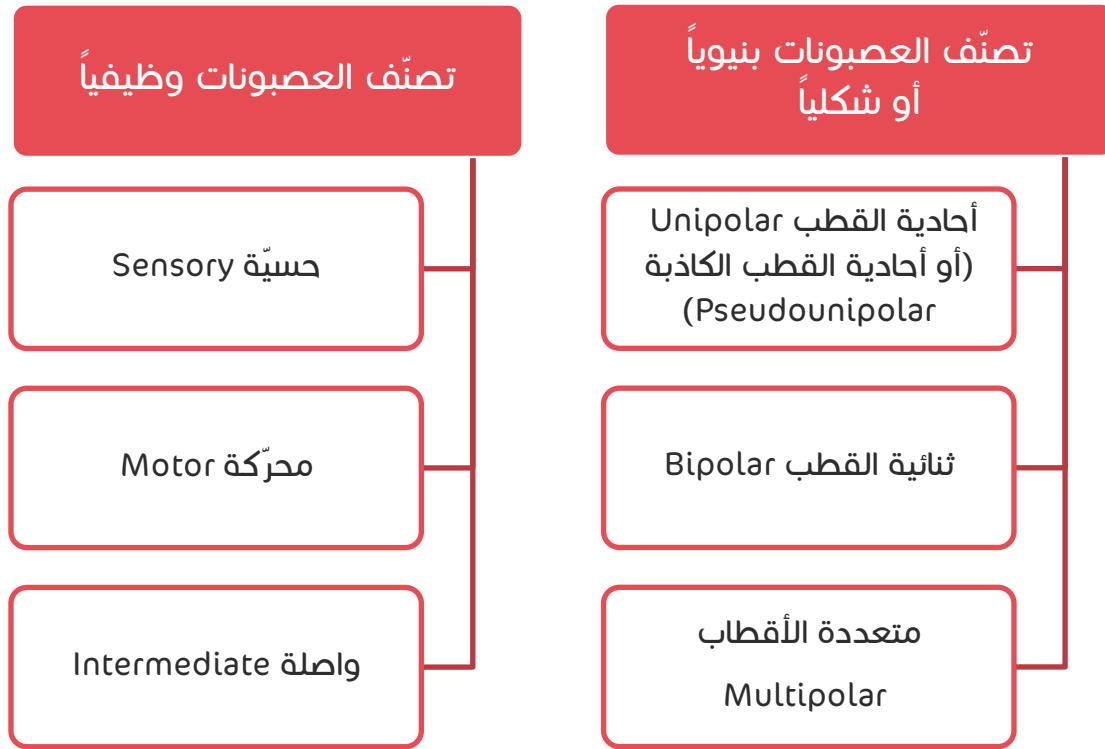 تصنّف العصبونات بنيوياً
أو شكلياً
أحادية القطب Unipolar
(أو أحادية القطب الكاذبة
Pseudounipolar)
ثنائية القطب Bipolar
متعددة الأقطاب
Multipolar
تصنّف العصبونات وظيفياً
حسيّة Sensory
محرّكة Motor
واصلة Intermediate